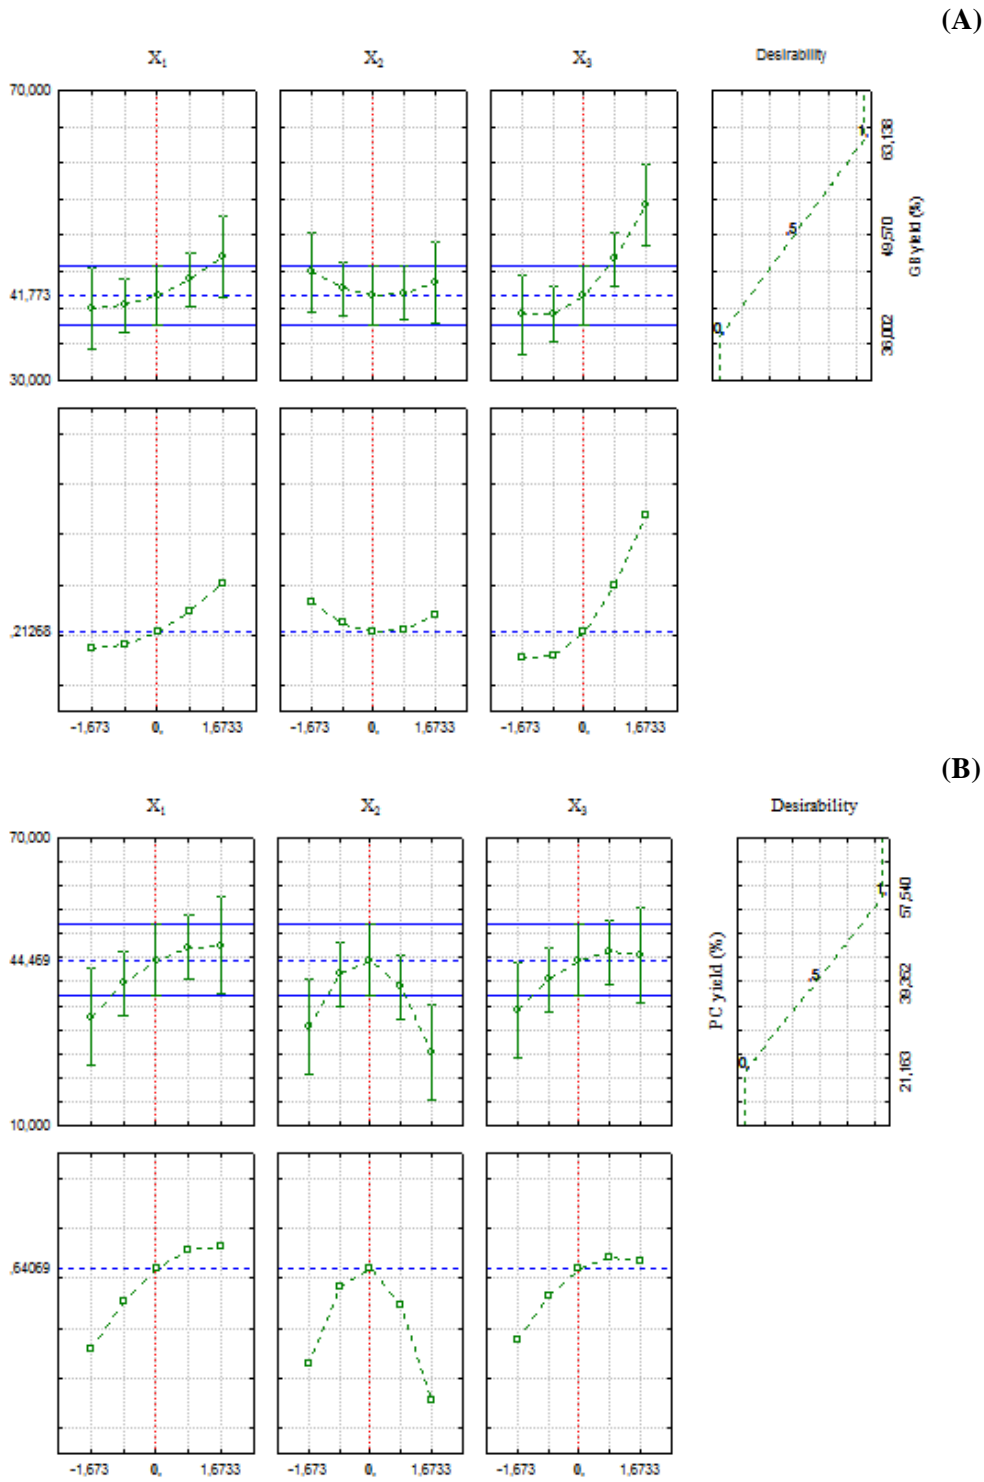 (A)
X1 X2 X3 Desirability
70,000
41,773
30,000
1,
,5
0,
63,138
49,570
36,002
GB yield (%)
,21268
-1,673 0, 1,6733 -1,673 0, 1,6733 -1,673 0, 1,6733
(B)
X1 X2 X3 Desirability
70,000
44,469
10,000
PC yield (%)
1,
,5
0,
57,540
39,352
21,163
,64069
-1,673 0, 1,6733 -1,673 0, 1,6733 -1,673 0, 1,6733